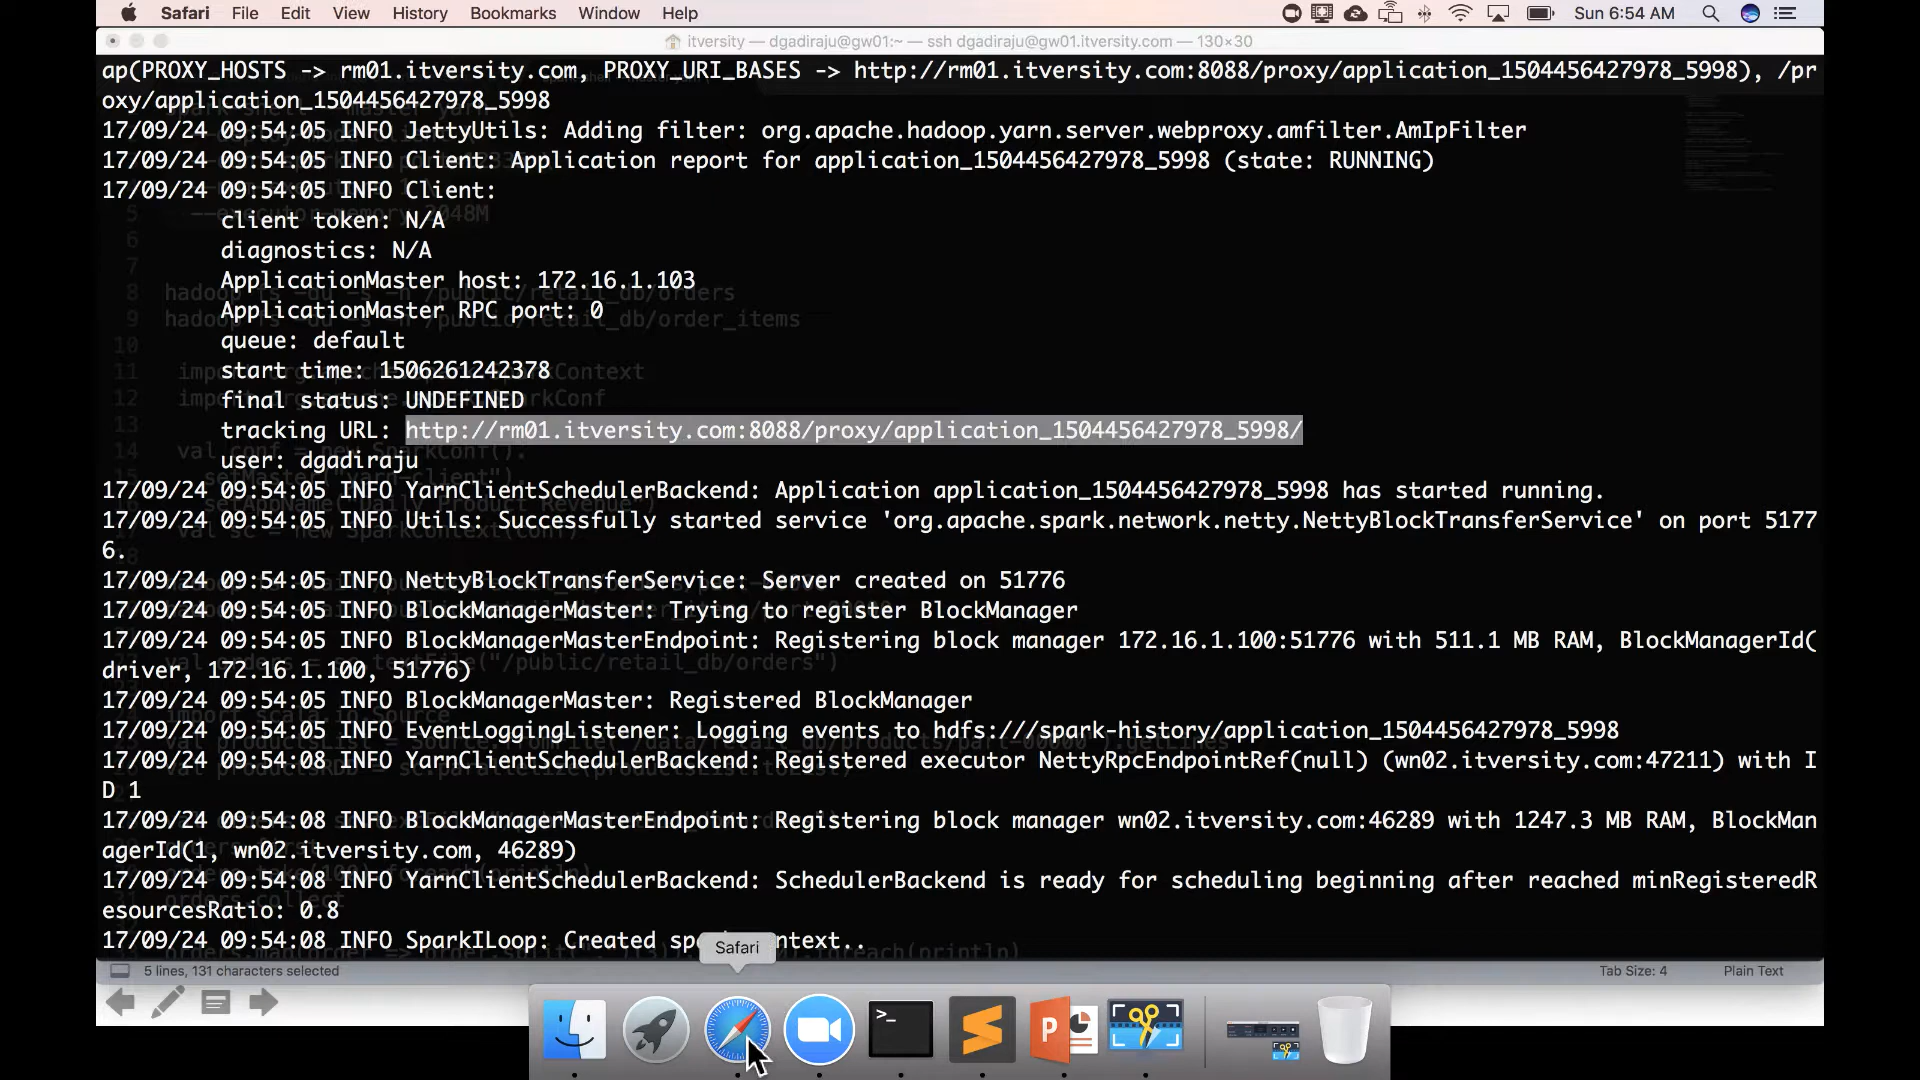 Safari File Edit View History Bookmarks Window Help Sun 6:54 AM
itversity — dgadiraju@gw01:~ — ssh dgadiraju@gw01.itversity.com — 130×30
ap(PROXY_HOSTS -> rm01.itversity.com, PROXY_URI_BASES -> http://rm01.itversity.com:8088/proxy/application_1504456427978_5998), /pr
oxy/application_1504456427978_5998
17/09/24 09:54:05 INFO JettyUtils: Adding filter: org.apache.hadoop.yarn.server.webproxy.amfilter.AmIpFilter
17/09/24 09:54:05 INFO Client: Application report for application_1504456427978_5998 (state: RUNNING)
17/09/24 09:54:05 INFO Client:
client token: N/A
diagnostics: N/A
ApplicationMaster host: 172.16.1.103
ApplicationMaster RPC port: 0
queue: default
start time: 1506261242378
final status: UNDEFINED
tracking URL: http://rm01.itversity.com:8088/proxy/application_1504456427978_5998/
user: dgadiraju
17/09/24 09:54:05 INFO YarnClientSchedulerBackend: Application application_1504456427978_5998 has started running.
17/09/24 09:54:05 INFO Utils: Successfully started service 'org.apache.spark.network.netty.NettyBlockTransferService' on port 5177
6.
17/09/24 09:54:05 INFO NettyBlockTransferService: Server created on 51776
17/09/24 09:54:05 INFO BlockManagerMaster: Trying to register BlockManager
17/09/24 09:54:05 INFO BlockManagerMasterEndpoint: Registering block manager 172.16.1.100:51776 with 511.1 MB RAM, BlockManagerId(
driver, 172.16.1.100, 51776)
17/09/24 09:54:05 INFO BlockManagerMaster: Registered BlockManager
17/09/24 09:54:05 INFO EventLoggingListener: Logging events to hdfs:///spark-history/application_1504456427978_5998
17/09/24 09:54:08 INFO YarnClientSchedulerBackend: Registered executor NettyRpcEndpointRef(null) (wn02.itversity.com:47211) with I
D 1
17/09/24 09:54:08 INFO BlockManagerMasterEndpoint: Registering block manager wn02.itversity.com:46289 with 1247.3 MB RAM, BlockMan
agerId(1, wn02.itversity.com, 46289)
17/09/24 09:54:08 INFO YarnClientSchedulerBackend: SchedulerBackend is ready for scheduling beginning after reached minRegisteredR
esourcesRatio: 0.8
17/09/24 09:54:08 INFO SparkILoop: Created sp ntext..
Safari
5 lines, 131 characters selected Tab Size: 4 Plain Text